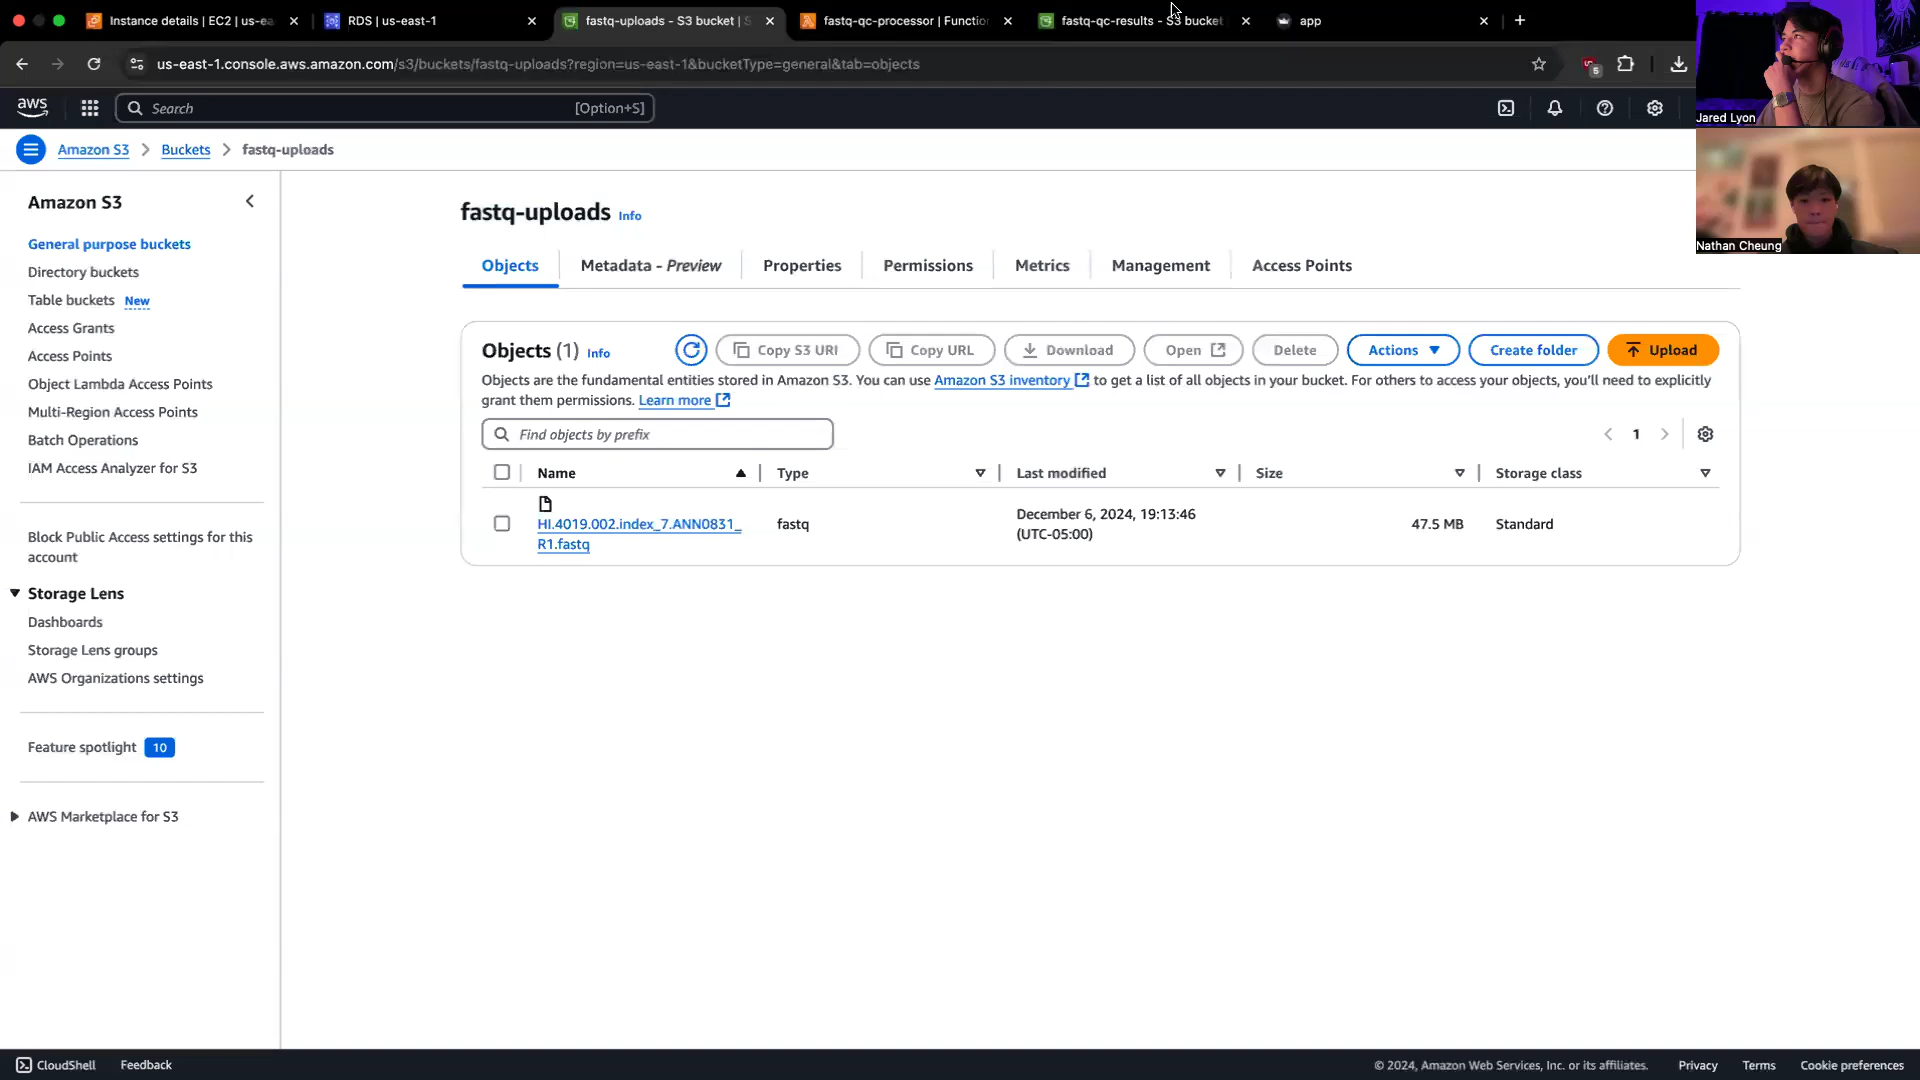 Instance details | EC2 | us-ea
RDS | us-east-1
fastq-uploads - S3 bucket | S
fastq-qc-processor | Functio
fastq-qc-results - S3 bucket
app
us-east-1.console.aws.amazon.com/s3/buckets/fastq-uploads?region=us-east-1&bucketType=general&tab=objects
5
aws
Search
[Option+S]
Jared Lyon
Nathan Cheung
Amazon S3
Buckets
fastq-uploads
Amazon S3
General purpose buckets
Directory buckets
Table buckets New
Access Grants
Access Points
Object Lambda Access Points
Multi-Region Access Points
Batch Operations
IAM Access Analyzer for S3
Block Public Access settings for this
account
Storage Lens
Dashboards
Storage Lens groups
AWS Organizations settings
Feature spotlight 10
AWS Marketplace for S3
fastq-uploads Info
Objects
Metadata - Preview
Properties
Permissions
Metrics
Management
Access Points
Objects (1) Info
Copy S3 URI
Copy URL
Download
Open
Delete
Actions
Create folder
Upload
Objects are the fundamental entities stored in Amazon S3. You can use Amazon S3 inventory to get a list of all objects in your bucket. For others to access your objects, you'll need to explicitly
grant them permissions. Learn more
Find objects by prefix
1
Name
Type
Last modified
Size
Storage class
HI.4019.002.index_7.ANN0831_
R1.fastq
fastq
December 6, 2024, 19:13:46
(UTC-05:00)
47.5 MB
Standard
CloudShell
Feedback
© 2024, Amazon Web Services, Inc. or its affiliates.
Privacy
Terms
Cookie preferences